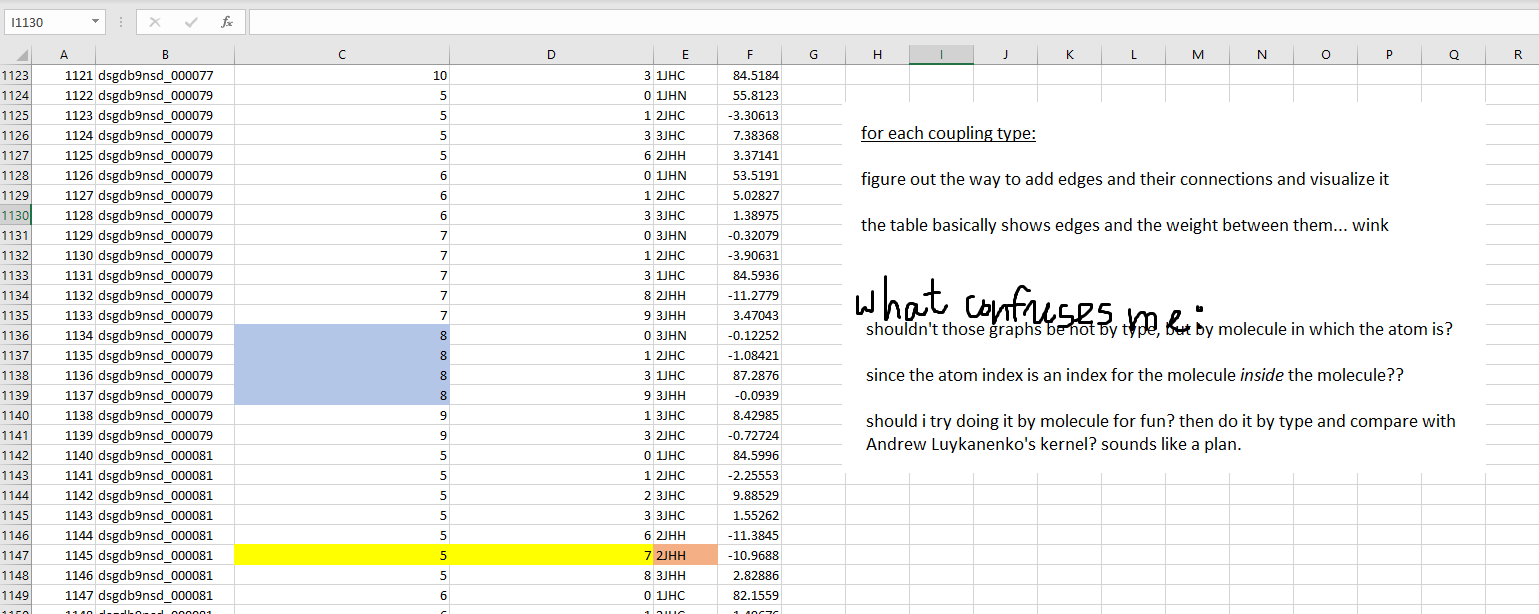 I1130
fx
A B C D E F G H I J K L M N O P Q R
1123 1121 dsgdb9nsd_000077 10 3 1JHC 84.5184
1124 1122 dsgdb9nsd_000079 5 0 1JHN 55.8123
1125 1123 dsgdb9nsd_000079 5 1 2JHC -3.30613
1126 1124 dsgdb9nsd_000079 5 3 3JHC 7.38368
1127 1125 dsgdb9nsd_000079 5 6 2JHH 3.37141
1128 1126 dsgdb9nsd_000079 6 0 1JHN 53.5191
1129 1127 dsgdb9nsd_000079 6 1 2JHC 5.02827
1130 1128 dsgdb9nsd_000079 6 3 3JHC 1.38975
1131 1129 dsgdb9nsd_000079 7 0 3JHN -0.32079
1132 1130 dsgdb9nsd_000079 7 1 2JHC -3.90631
1133 1131 dsgdb9nsd_000079 7 3 1JHC 84.5936
1134 1132 dsgdb9nsd_000079 7 8 2JHH -11.2779
1135 1133 dsgdb9nsd_000079 7 9 3JHH 3.47043
1136 1134 dsgdb9nsd_000079 8 0 3JHN -0.12252
1137 1135 dsgdb9nsd_000079 8 1 2JHC -1.08421
1138 1136 dsgdb9nsd_000079 8 3 1JHC 87.2876
1139 1137 dsgdb9nsd_000079 8 9 3JHH -0.0939
1140 1138 dsgdb9nsd_000079 9 1 3JHC 8.42985
1141 1139 dsgdb9nsd_000079 9 3 2JHC -0.72724
1142 1140 dsgdb9nsd_000081 5 0 1JHC 84.5996
1143 1141 dsgdb9nsd_000081 5 1 2JHC -2.25553
1144 1142 dsgdb9nsd_000081 5 2 3JHC 9.88529
1145 1143 dsgdb9nsd_000081 5 3 3JHC 1.55262
1146 1144 dsgdb9nsd_000081 5 6 2JHH -11.3845
1147 1145 dsgdb9nsd_000081 5 7 2JHH -10.9688
1148 1146 dsgdb9nsd_000081 5 8 3JHH 2.82886
1149 1147 dsgdb9nsd_000081 6 0 1JHC 82.1559
for each coupling type:
figure out the way to add edges and their connections and visualize it
the table basically shows edges and the weight between them... wink
what confuses me:
shouldn't those graphs be not by type, but by molecule in which the atom is?
since the atom index is an index for the molecule inside the molecule??
should i try doing it by molecule for fun? then do it by type and compare with
Andrew Luykanenko's kernel? sounds like a plan.